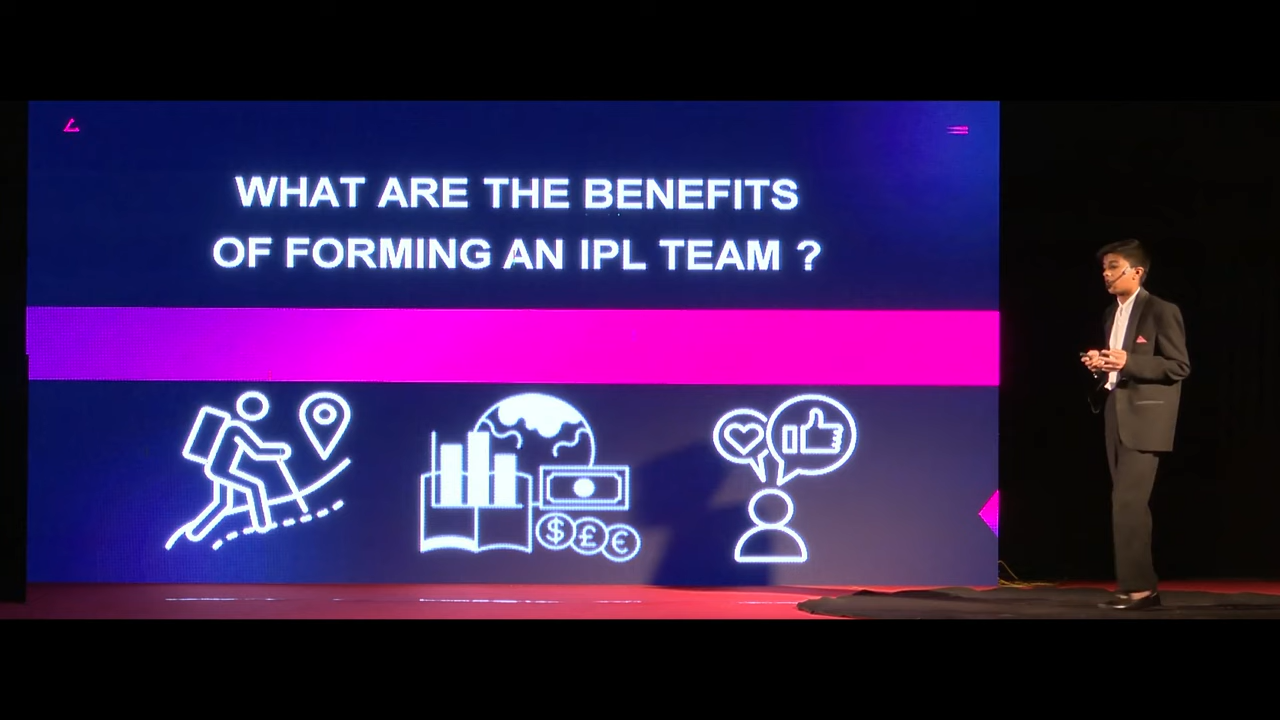 WHAT ARE THE BENEFITS
OF FORMING AN IPL TEAM ?
$ £ €